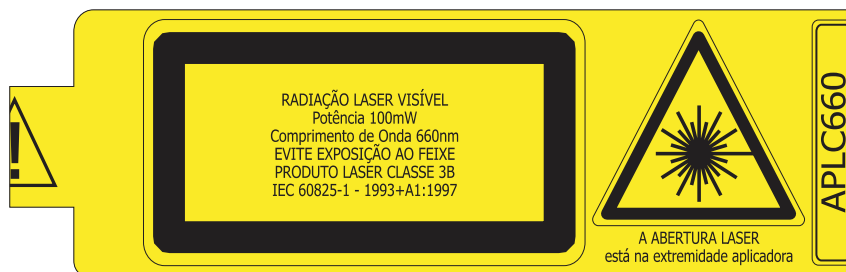 RADIAÇÃO LASER VISÍVEL
Potência 100mW
Comprimento de Onda 660nm
EVITE EXPOSIÇÃO AO FEIXE
PRODUTO LASER CLASSE 3B
IEC 60825-1 - 1993+A1:1997
A ABERTURA LASER
está na extremidade aplicadora
APLC660
!